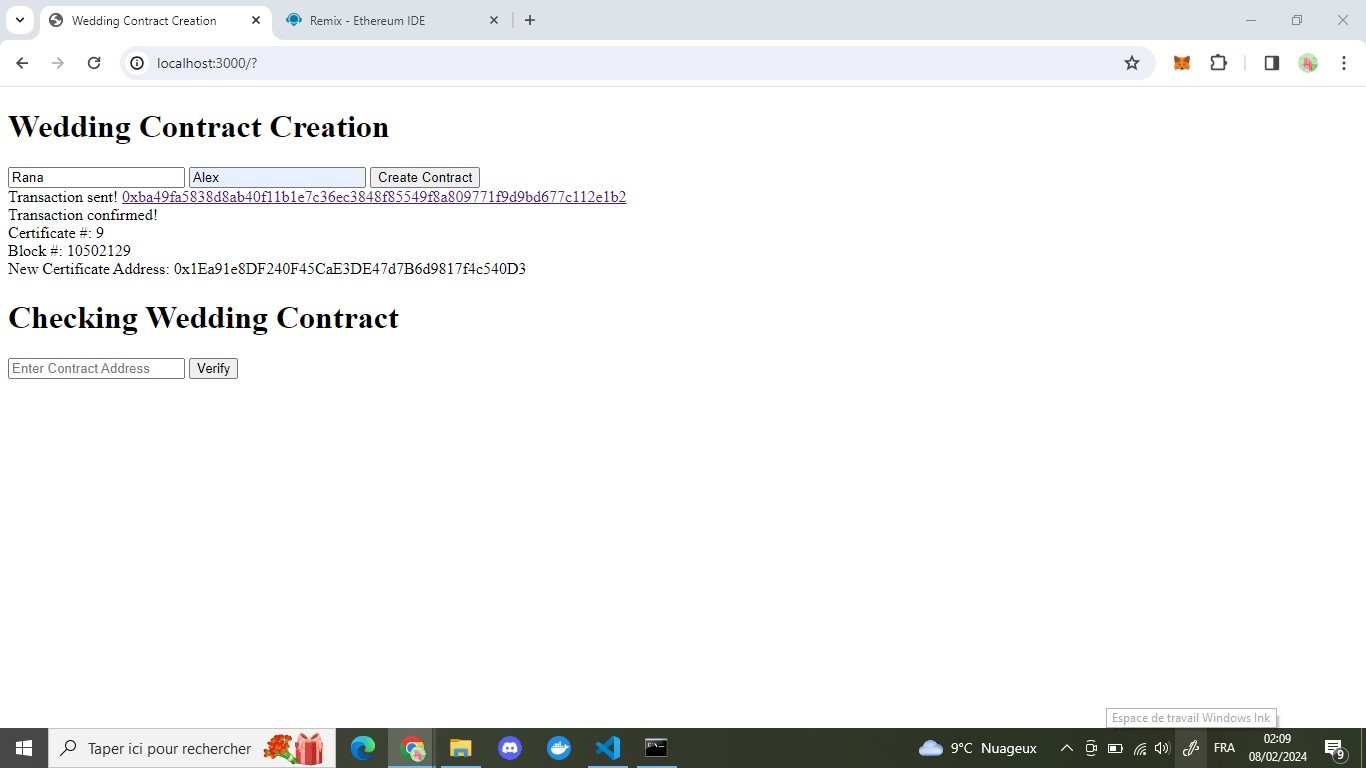 Wedding Contract Creation
Remix - Ethereum IDE
localhost:3000/?
Wedding Contract Creation
Rana Alex Create Contract
Transaction sent! 0xba49fa5838d8ab40f11b1e7c36ec3848f85549f8a809771f9d9bd677c112e1b2
Transaction confirmed!
Certificate #: 9
Block #: 10502129
New Certificate Address: 0x1Ea91e8DF240F45CaE3DE47d7B6d9817f4c540D3
Checking Wedding Contract
Enter Contract Address Verify
Espace de travail Windows Ink
Taper ici pour rechercher
9°C Nuageux
FRA
02:09
08/02/2024
9